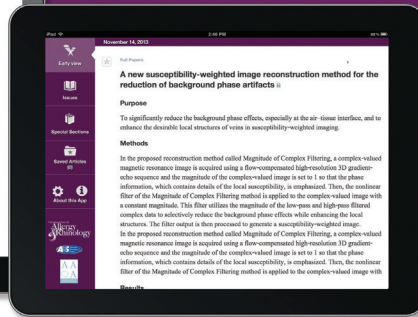 iPad
2:46 PM
November 14, 2013
Early view
Issues
Special Sections
Saved Articles
(0)
About this App
Allergy
& Rhinology
Full Papers
A new susceptibility-weighted image reconstruction method for the
reduction of background phase artifacts
Purpose
To significantly reduce the background phase effects, especially at the air–tissue interface, and to
enhance the desirable local structures of veins in susceptibility-weighted imaging.
Methods
In the proposed reconstruction method called Magnitude of Complex Filtering, a complex-valued
magnetic resonance image is acquired using a flow-compensated high-resolution 3D gradient-
echo sequence and the magnitude of the complex-valued image is set to 1 so that the phase
information, which contains details of the local susceptibility, is emphasized. Then, the nonlinear
filter of the Magnitude of Complex Filtering method is applied to the complex-valued image with
a constant magnitude. This filter utilizes the magnitude of the low-pass and high-pass filtered
complex data to selectively reduce the background phase effects while enhancing the local
structures. The filter output is then processed to generate a susceptibility-weighted image.
In the proposed reconstruction method called Magnitude of Complex Filtering, a complex-valued
magnetic resonance image is acquired using a flow-compensated high-resolution 3D gradient-
echo sequence and the magnitude of the complex-valued image is set to 1 so that the phase
information, which contains details of the local susceptibility, is emphasized. Then, the nonlinear
filter of the Magnitude of Complex Filtering method is applied to the complex-valued image with
Results